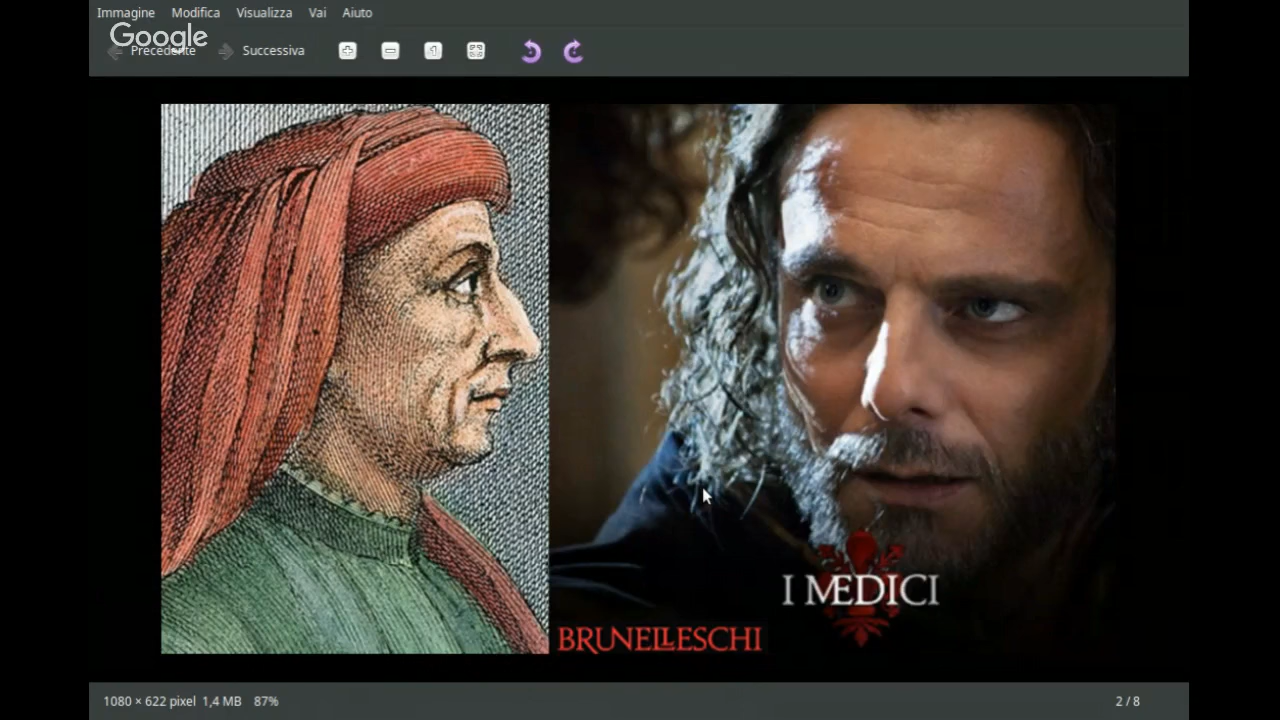 Immagine Modifica Visualizza Vai Aiuto
Google
Precedente Successiva
I MEDICI
BRUNELLESCHI
1080 × 622 pixel 1,4 MB 87% 2 / 8